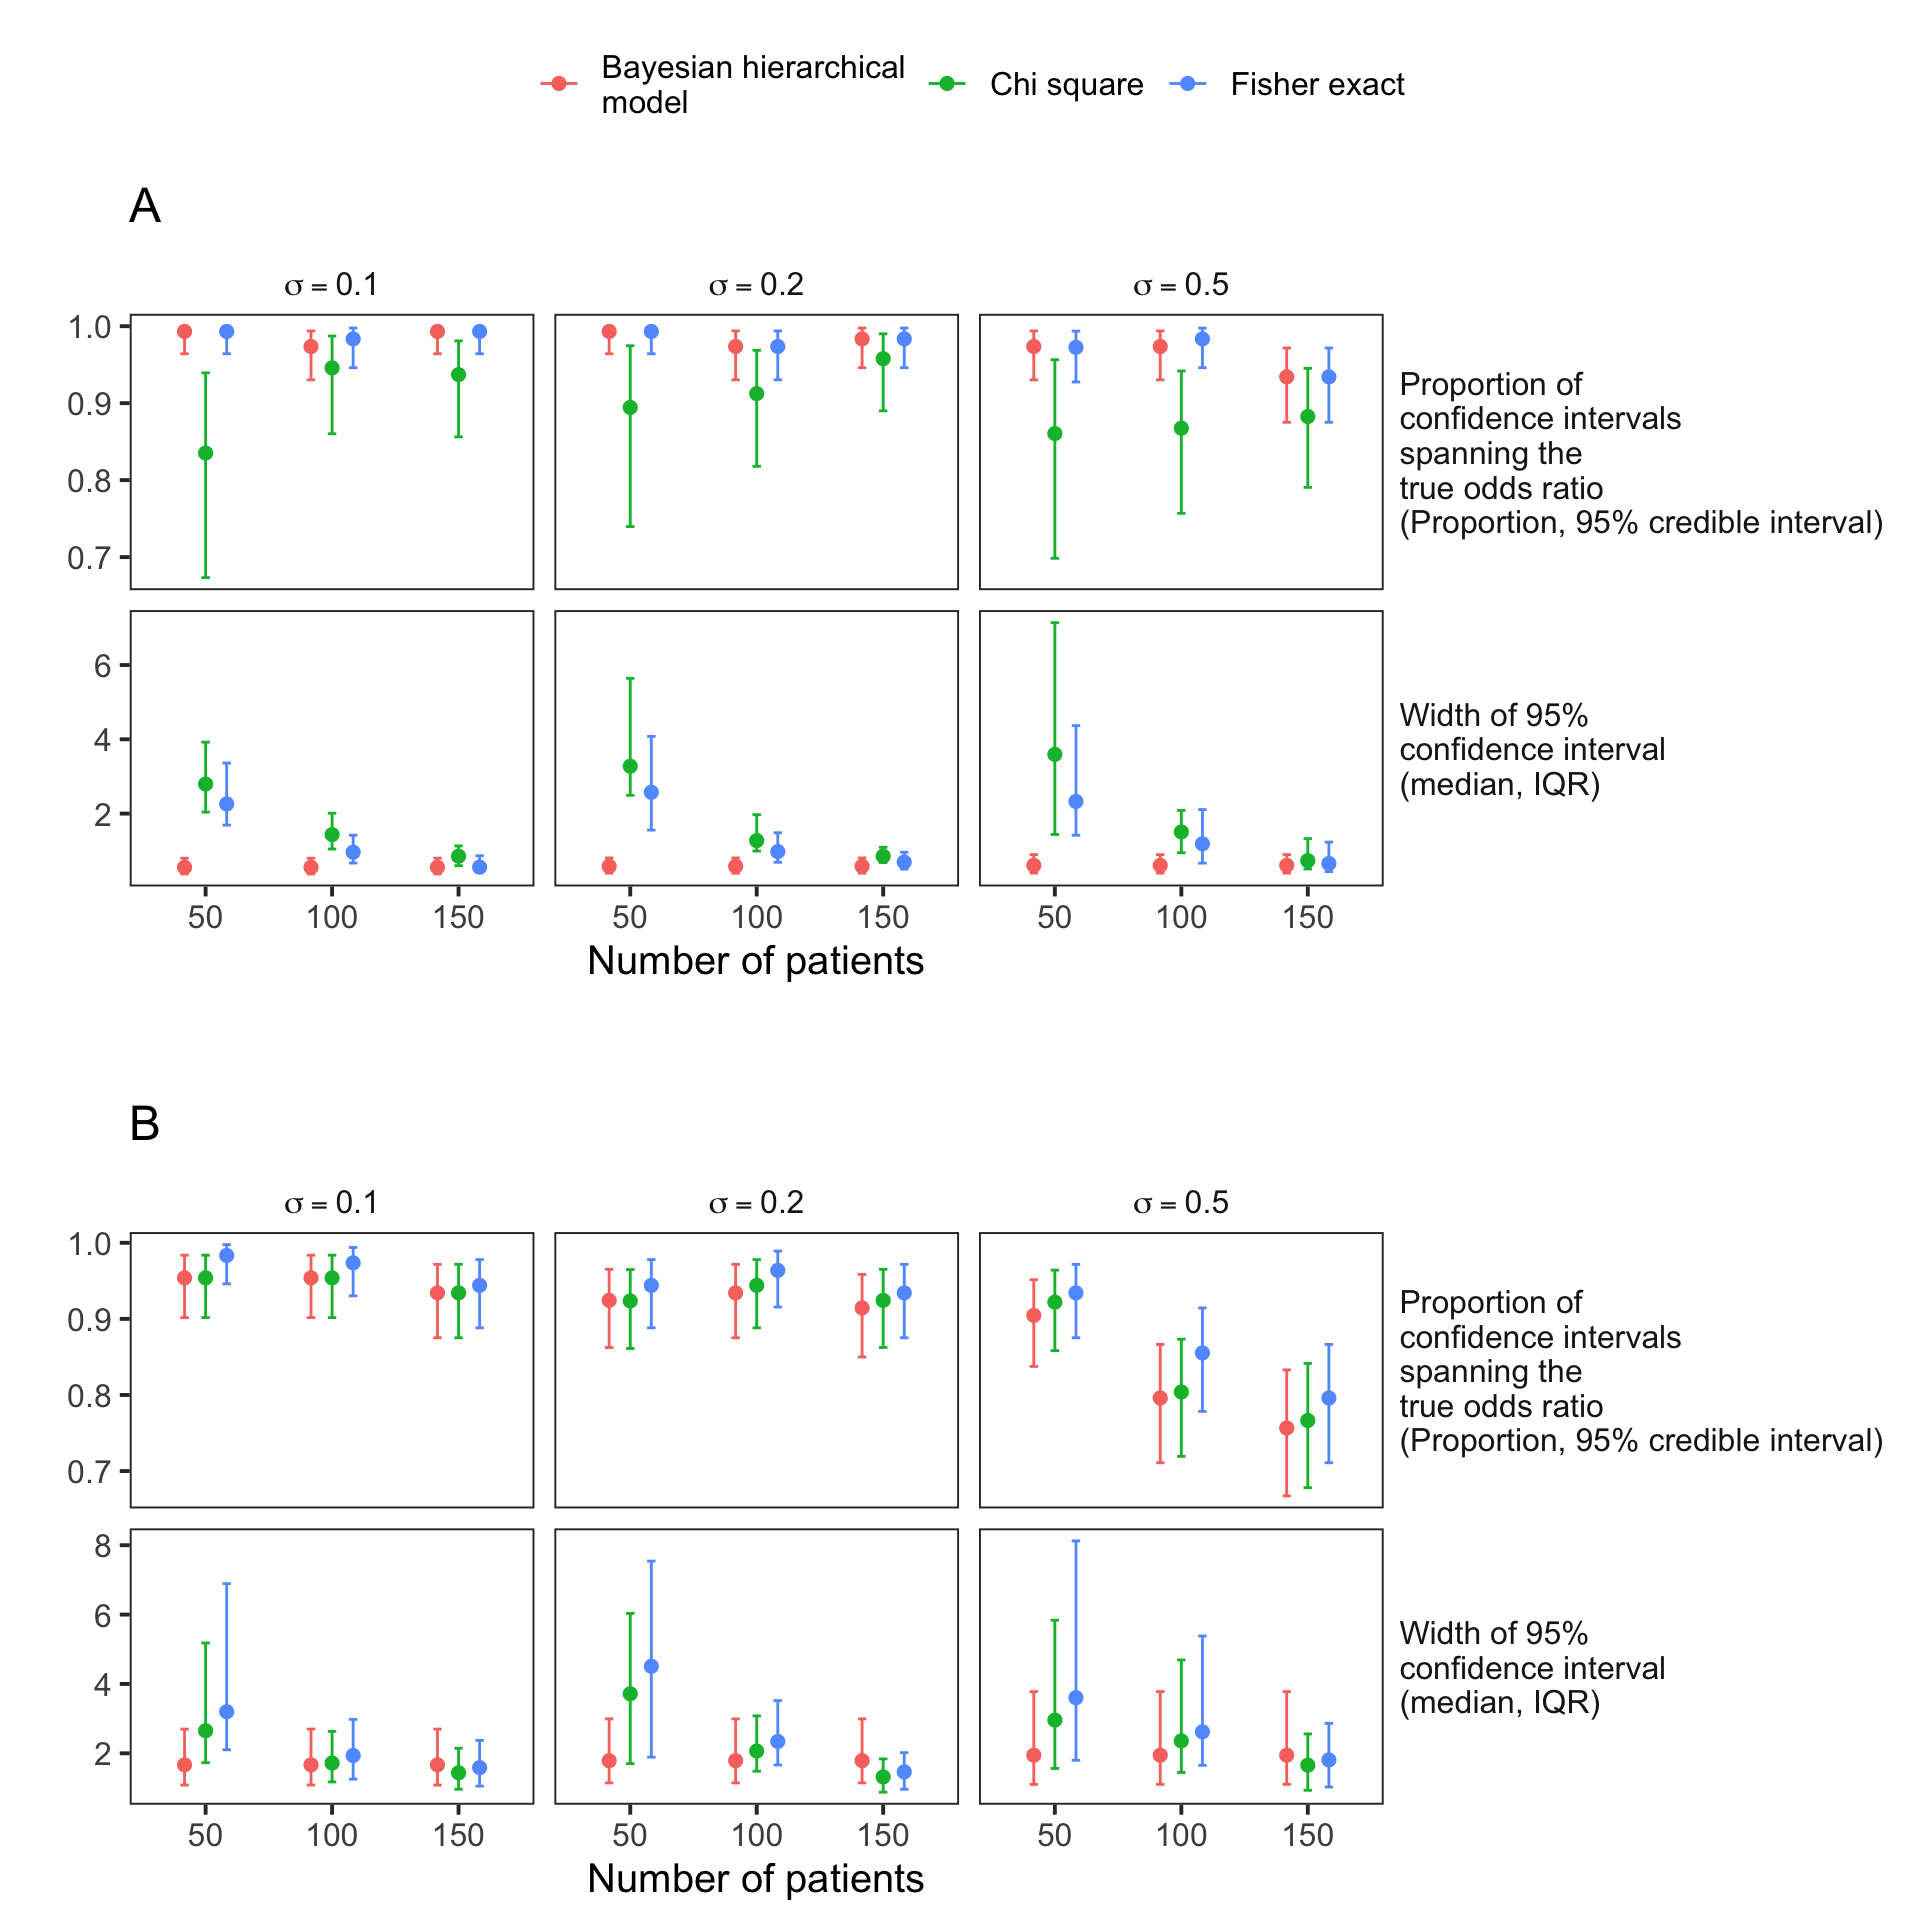 Bayesian hierarchical
model
Chi square
Fisher exact
A
σ = 0.1
σ = 0.2
σ = 0.5
1.0
0.9
0.8
0.7
Proportion of
confidence intervals
spanning the
true odds ratio
(Proportion, 95% credible interval)
6
4
2
Width of 95%
confidence interval
(median, IQR)
50 100 150
50 100 150
50 100 150
Number of patients
B
σ = 0.1
σ = 0.2
σ = 0.5
1.0
0.9
0.8
0.7
Proportion of
confidence intervals
spanning the
true odds ratio
(Proportion, 95% credible interval)
8
6
4
2
Width of 95%
confidence interval
(median, IQR)
50 100 150
50 100 150
50 100 150
Number of patients